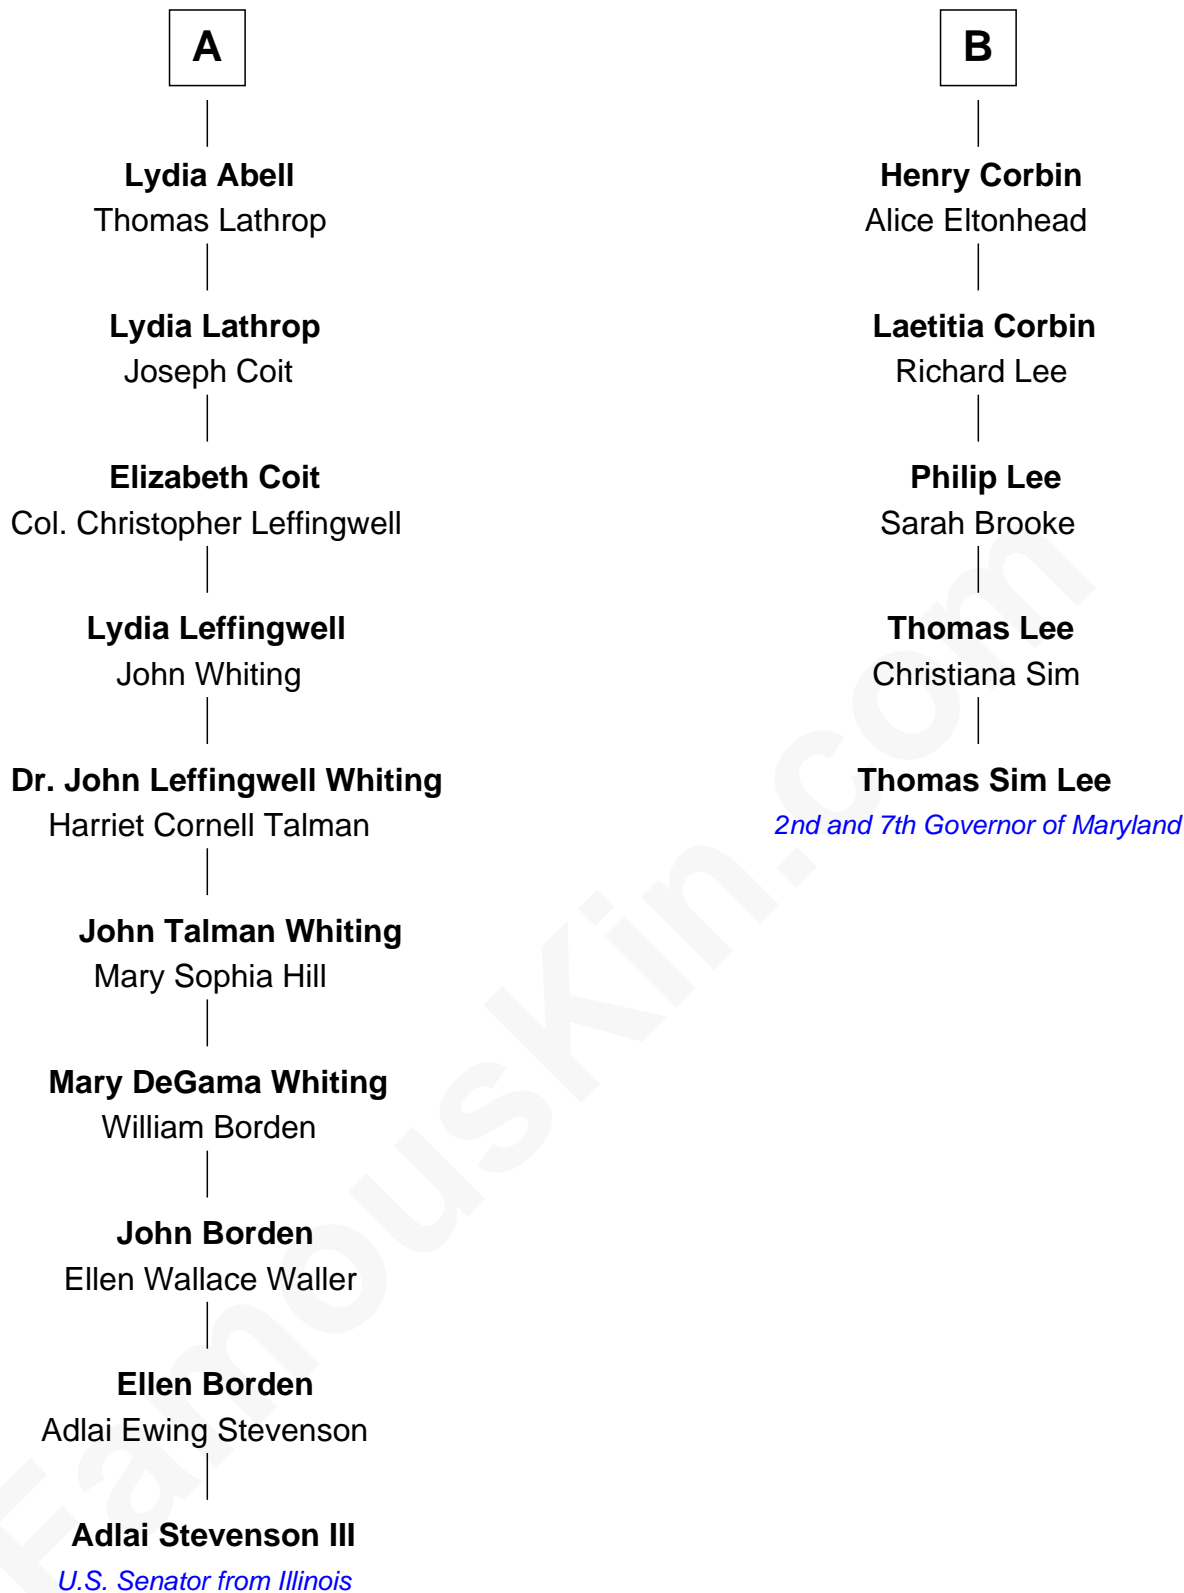 A
Lydia Abell
Thomas Lathrop
Lydia Lathrop
Joseph Coit
Elizabeth Coit
Col. Christopher Leffingwell
Lydia Leffingwell
John Whiting
Dr. John Leffingwell Whiting
Harriet Cornell Talman
John Talman Whiting
Mary Sophia Hill
Mary DeGama Whiting
William Borden
John Borden
Ellen Wallace Waller
Ellen Borden
Adlai Ewing Stevenson
Adlai Stevenson III
U.S. Senator from Illinois
B
Henry Corbin
Alice Eltonhead
Laetitia Corbin
Richard Lee
Philip Lee
Sarah Brooke
Thomas Lee
Christiana Sim
Thomas Sim Lee
2nd and 7th Governor of Maryland
FamousKin.com